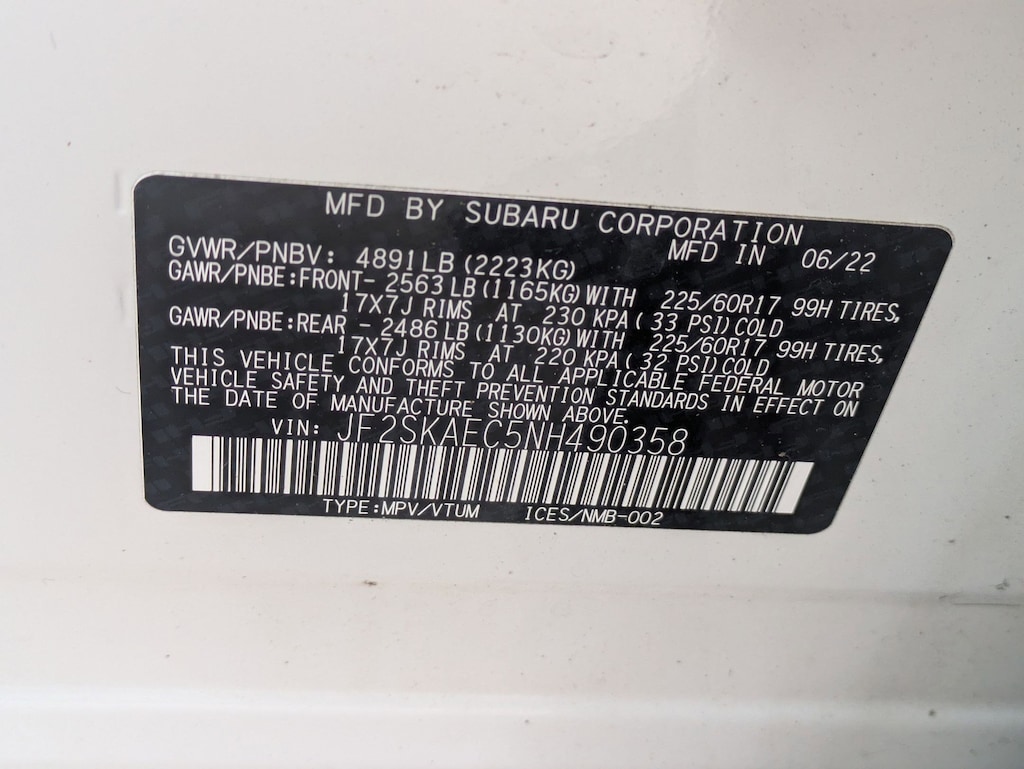 MFD BY SUBARU CORPORATION
GVWR/PNBV: 4891LB (2223KG) MFD IN 06/22
GAWR/PNBE:FRONT- 2563LB(1165KG)WITH 225/60R17 99H TIRES,
17X7J RIMS AT 230 KPA( 33 PSI)COLD
GAWR/PNBE:REAR - 2486LB(1130KG)WITH 225/60R17 99H TIRES,
17X7J RIMS AT 220 KPA( 32 PSI)COLD
THIS VEHICLE CONFORMS TO ALL APPLICABLE FEDERAL MOTOR
VEHICLE SAFETY AND THEFT PREVENTION STANDARDS IN EFFECT ON
THE DATE OF MANUFACTURE SHOWN ABOVE.
VIN: JF2SKAEC5NH490358
TYPE:MPV/VTUM ICES/NMB-002